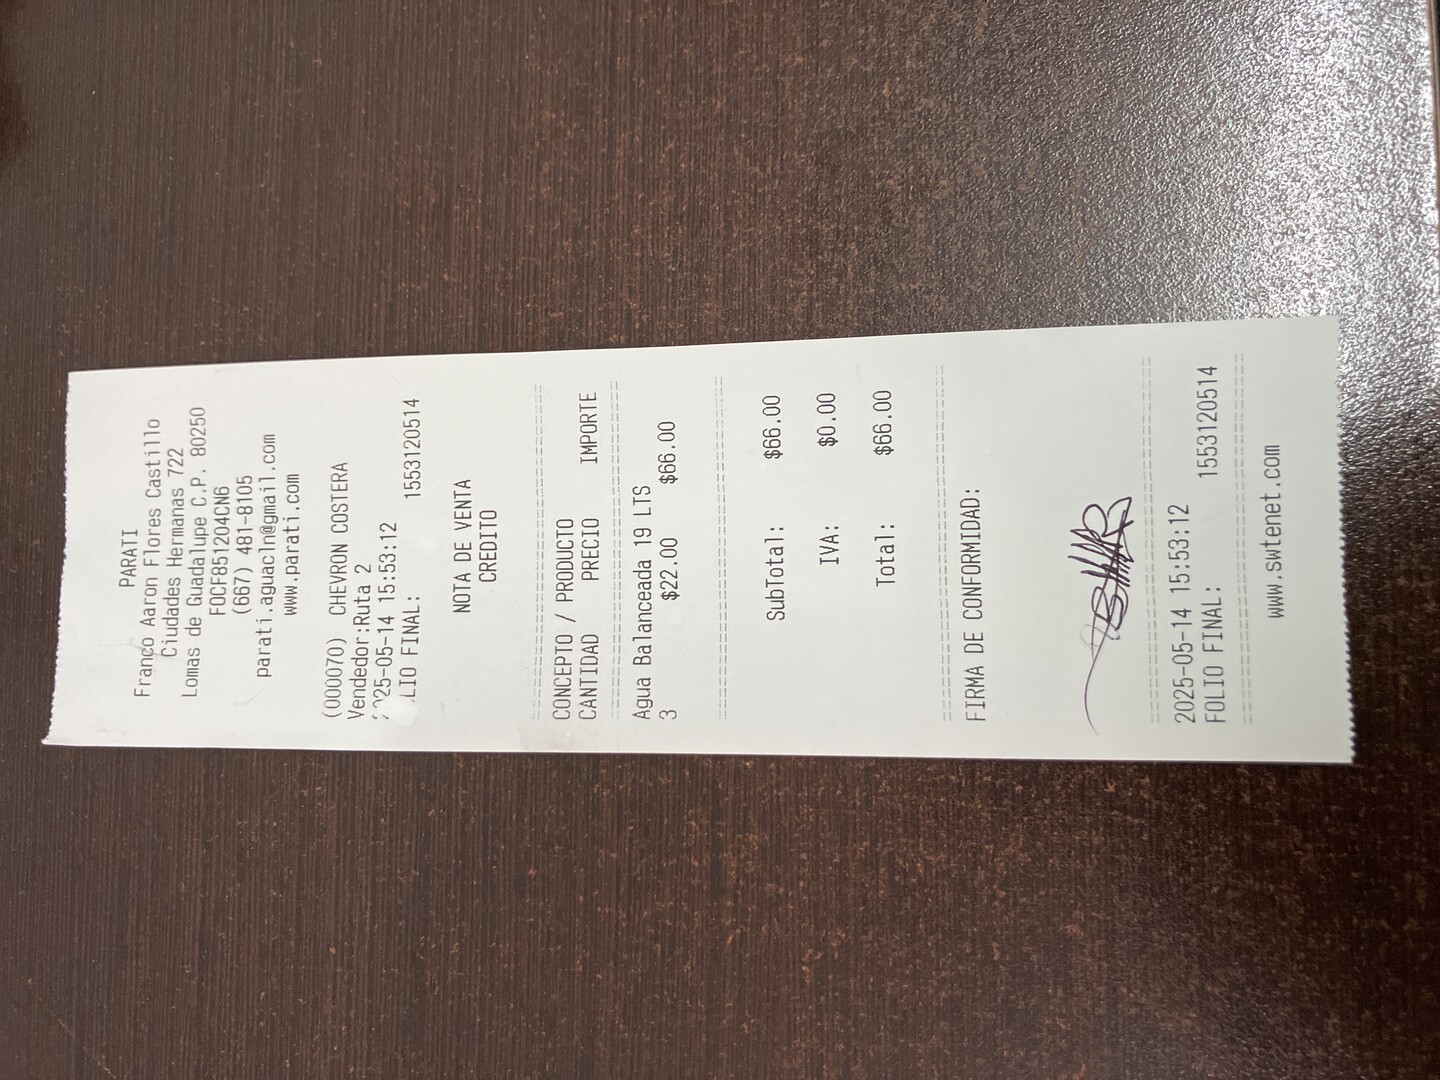 PARATI
Franco Aaron Flores Castillo
Ciudades Hermanas 722
Lomas de Guadalupe C.P. 80250
FOCF851204CN6
(667) 481-8105
parati.aguacln@gmail.com
www.parati.com
(000070) CHEVRON COSTERA
Vendedor:Ruta 2
2025-05-14 15:53:12
LIO FINAL: 1553120514
NOTA DE VENTA
CREDITO
CONCEPTO / PRODUCTO
CANTIDAD PRECIO IMPORTE
Agua Balanceada 19 LTS
3 $22.00 $66.00
SubTotal: $66.00
IVA: $0.00
Total: $66.00
FIRMA DE CONFORMIDAD:
2025-05-14 15:53:12
FOLIO FINAL: 1553120514
www.swtenet.com